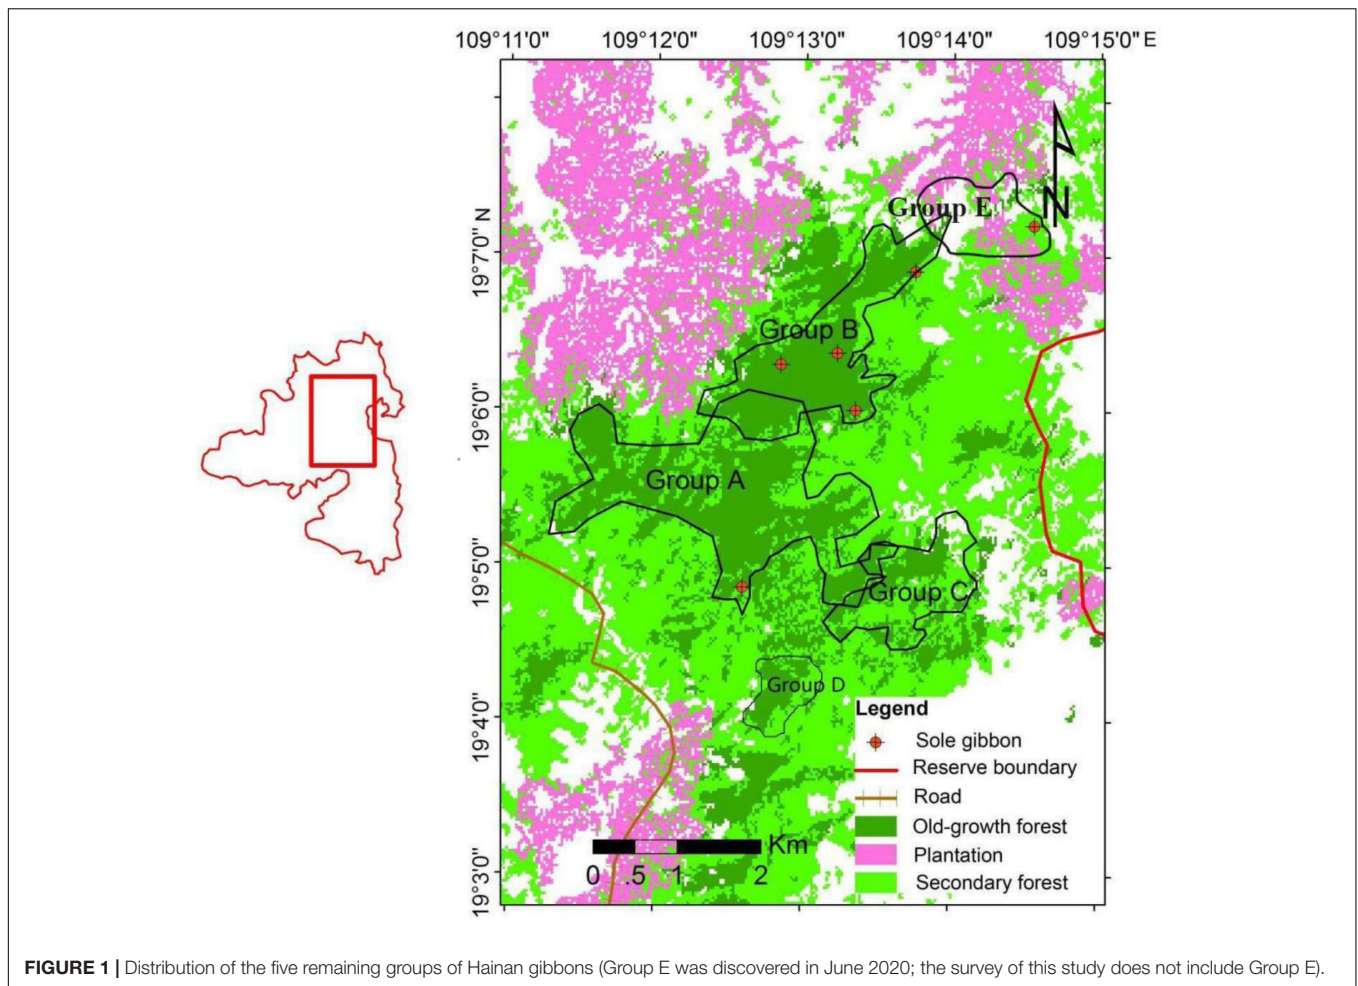 109°11'0" 109°12'0" 109°13'0" 109°14'0" 109°15'0" E
19°7'0" N
19°6'0"
19°5'0"
19°4'0"
19°3'0"
N
Group E
Group B
Group A
Group C
Group D
Legend
Sole gibbon
Reserve boundary
Road
Old-growth forest
Plantation
Secondary forest
Km
0 .5 1 2
FIGURE 1 | Distribution of the five remaining groups of Hainan gibbons (Group E was discovered in June 2020; the survey of this study does not include Group E).